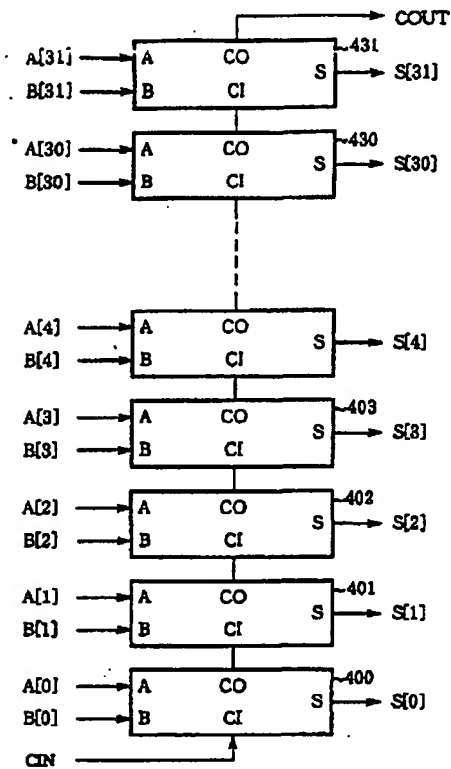 COUT
431
A[31] A CO S S[31]
B[31] B CI
430
A[30] A CO S S[30]
B[30] B CI
A[4] A CO S S[4]
B[4] B CI
403
A[3] A CO S S[3]
B[3] B CI
402
A[2] A CO S S[2]
B[2] B CI
401
A[1] A CO S S[1]
B[1] B CI
400
A[0] A CO S S[0]
B[0] B CI
CIN